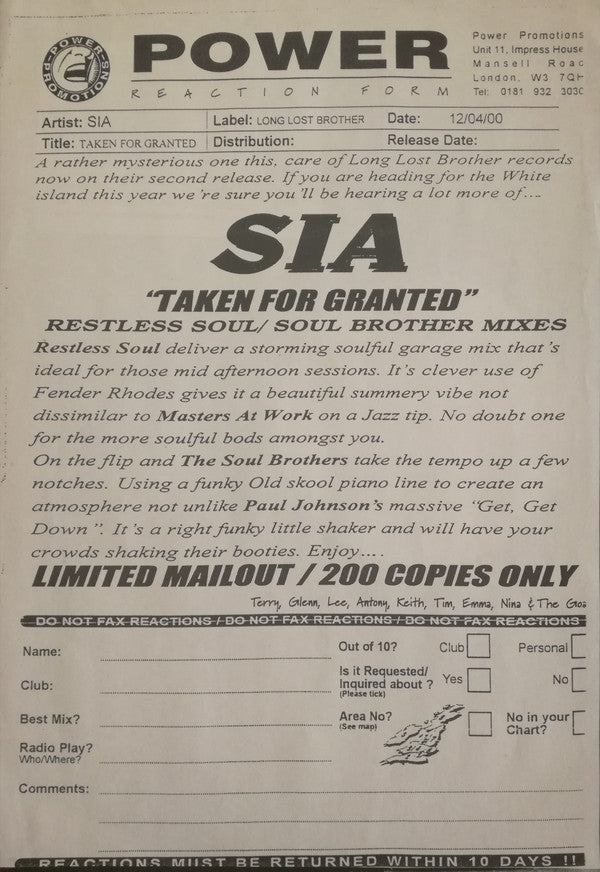 POWER-PROMOTIONS
POWER
REACTION FORM
Power Promotions
Unit 11, Impress House
Mansell Road
London, W3 7QH
Tel: 0181 932 3030
Artist: SIA
Label: LONG LOST BROTHER
Date: 12/04/00
Title: TAKEN FOR GRANTED
Distribution:
Release Date:
A rather mysterious one this, care of Long Lost Brother records
now on their second release. If you are heading for the White
island this year we're sure you'll be hearing a lot more of....
SIA
"TAKEN FOR GRANTED"
RESTLESS SOUL/ SOUL BROTHER MIXES
Restless Soul deliver a storming soulful garage mix that's
ideal for those mid afternoon sessions. It's clever use of
Fender Rhodes gives it a beautiful summery vibe not
dissimilar to Masters At Work on a Jazz tip. No doubt one
for the more soulful bods amongst you.
On the flip and The Soul Brothers take the tempo up a few
notches. Using a funky Old skool piano line to create an
atmosphere not unlike Paul Johnson's massive "Get, Get
Down". It's a right funky little shaker and will have your
crowds shaking their booties. Enjoy....
LIMITED MAILOUT / 200 COPIES ONLY
Terry, Glenn, Lee, Antony, Keith, Tim, Emma, Nina & The Goa
DO NOT FAX REACTIONS / DO NOT FAX REACTIONS / DO NOT FAX REACTIONS
Name:
Out of 10? Club Personal
Club:
Is it Requested/
Inquired about ? Yes No
(Please tick)
Best Mix?
Area No?
(See map)
No in your
Chart?
Radio Play?
Who/Where?
Comments:
REACTIONS MUST BE RETURNED WITHIN 10 DAYS !!